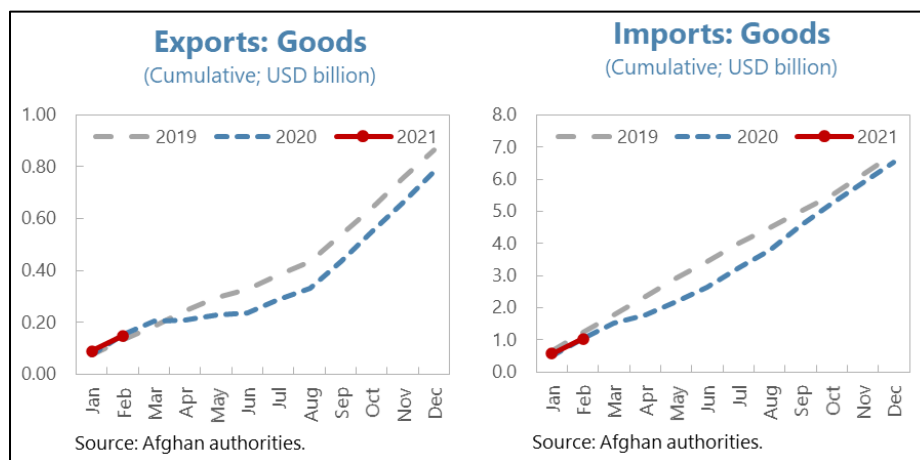 Exports: Goods
(Cumulative; USD billion)
1.00
0.80
0.60
0.40
0.20
0.00
2019 2020 2021
Jan Feb Mar Apr May Jun Jul Aug Sep Oct Nov Dec
Source: Afghan authorities.
Imports: Goods
(Cumulative; USD billion)
8.0
7.0
6.0
5.0
4.0
3.0
2.0
1.0
0.0
2019 2020 2021
Jan Feb Mar Apr May Jun Jul Aug Sep Oct Nov Dec
Source: Afghan authorities.